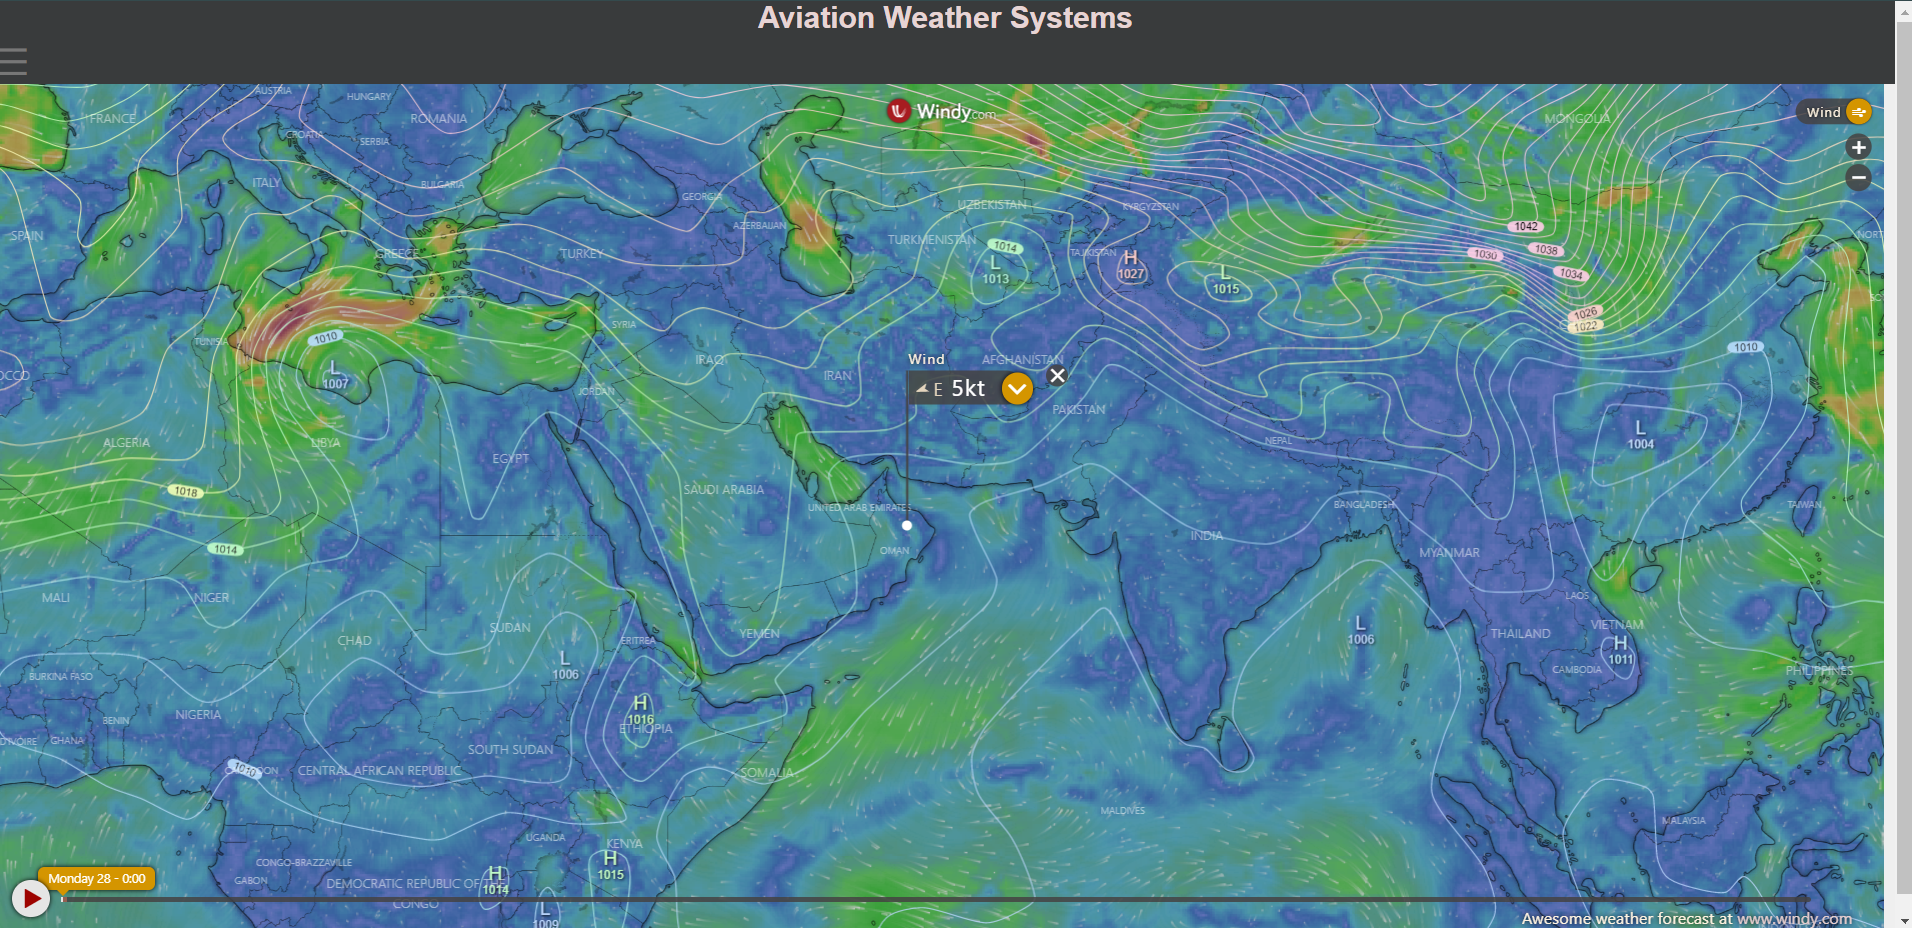 Aviation Weather Systems
Windy.com
Wind
AUSTRIA
HUNGARY
FRANCE
ROMANIA
MONGOLIA
CROATIA
SERBIA
ITALY
BULGARIA
GEORGIA
UZBEKISTAN
KYRGYZSTAN
AZERBAIJAN
1042
SPAIN
TURKMENISTAN
NORT
GREECE
TURKEY
1014
TAJIKISTAN
1038
1030
L
1013
H
1027
1034
L
1015
1026
1022
SYRIA
TUNISIA
1010
1010
IRAQ
Wind
AFGHANISTAN
OCCO
L
1007
IRAN
E 5kt
JORDAN
PAKISTAN
ALGERIA
LIBYA
NEPAL
L
1004
EGYPT
SAUDI ARABIA
1018
UNITED ARAB EMIRATES
BANGLADESH
TAIWAN
INDIA
1014
OMAN
MYANMAR
MALI
NIGER
LAOS
SUDAN
CHAD
ERITREA
YEMEN
L
1006
THAILAND
VIETNAM
H
1011
L
1006
CAMBODIA
PHILIPPINES
BURKINA FASO
NIGERIA
H
1016
ETHIOPIA
BENIN
GHANA
D'IVOIRE
SOUTH SUDAN
1010
CENTRAL AFRICAN REPUBLIC
SOMALIA
MALDIVES
MALAYSIA
UGANDA
KENYA
CONGO-BRAZZAVILLE
H
1015
GABON
DEMOCRATIC REPUBLIC OF THE
CONGO
H
1014
L
1009
Monday 28 - 0:00
Awesome weather forecast at www.windy.com